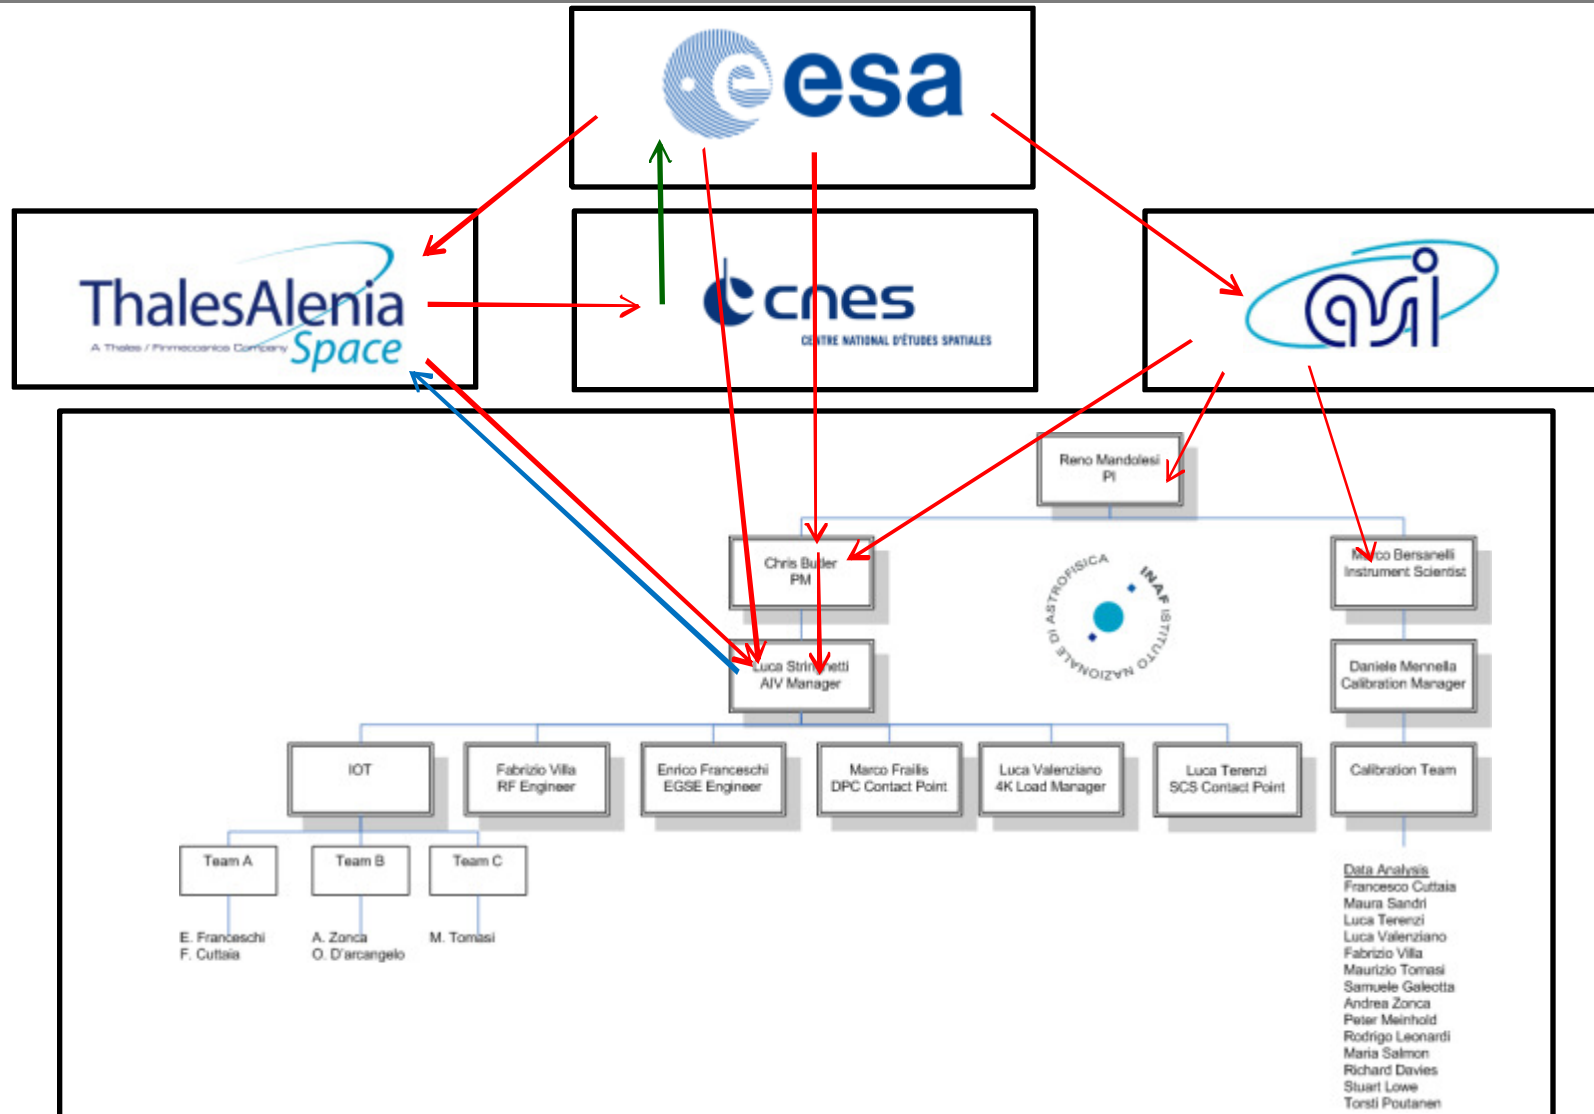 esa
ThalesAlenia
A Thales / Finmeccanica Company
Space
cnes
CENTRE NATIONAL D'ÉTUDES SPATIALES
asi
Reno Mandolesi
PI
Chris Butler
PM
INAF ISTITUTO NAZIONALE DI ASTROFISICA
Marco Bersanelli
Instrument Scientist
Luca
AIV Manager
Daniele Mennella
Calibration Manager
IOT
Fabrizio Villa
RF Engineer
Enrico Franceschi
EGSE Engineer
Marco Frailis
DPC Contact Point
Luca Valenziano
4K Load Manager
Luca Terenzi
SCS Contact Point
Calibration Team
Team A
Team B
Team C
E. Franceschi
F. Cuttaia
A. Zonca
O. D'arcangelo
M. Tomasi
Data Analysis
Francesco Cuttaia
Maura Sandri
Luca Terenzi
Luca Valenziano
Fabrizio Villa
Maurizio Tomasi
Samuele Galeotta
Andrea Zonca
Peter Meinhold
Rodrigo Leonardi
Maria Salmon
Richard Davies
Stuart Lowe
Torsti Poutanen